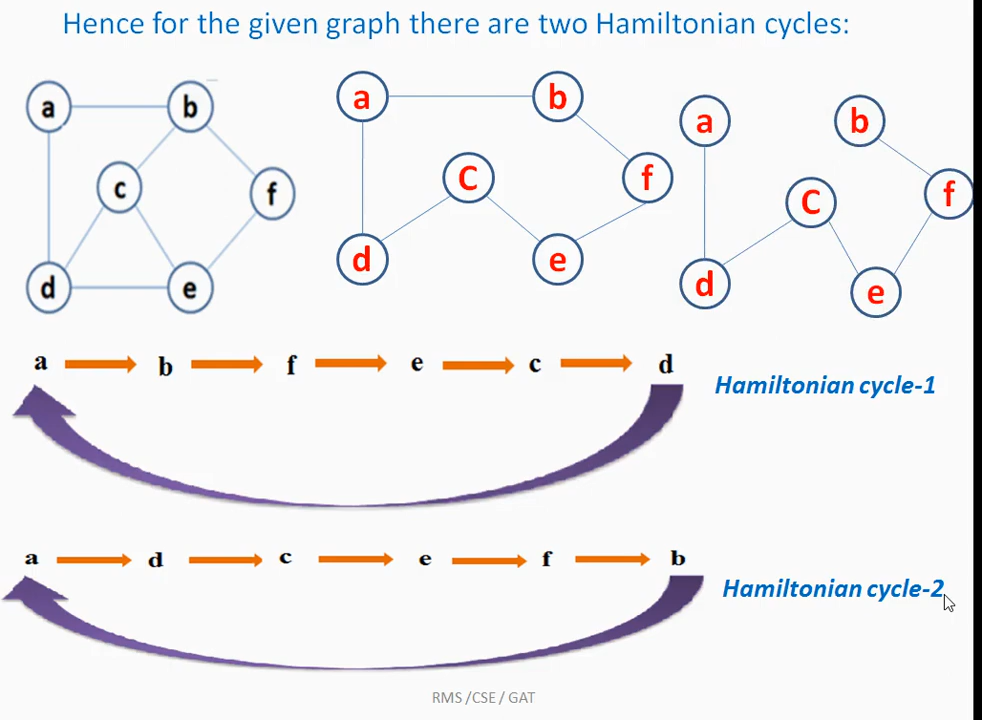 Hence for the given graph there are two Hamiltonian cycles:
a b c f d e
a b C f d e
a b C f d e
a b f e c d
Hamiltonian cycle-1
a d c e f b
Hamiltonian cycle-2
RMS /CSE / GAT